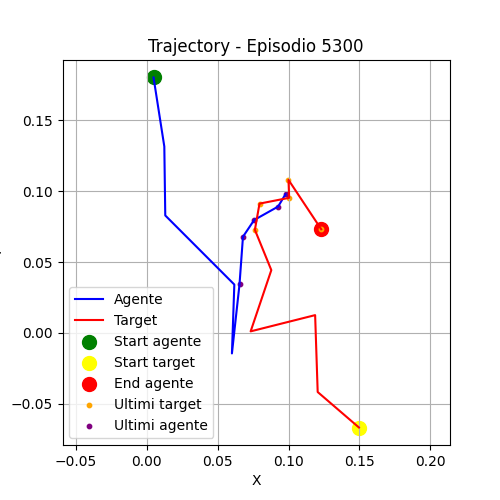 Trajectory - Episodio 5300
0.15
0.10
0.05
0.00
−0.05
Agente
Target
Start agente
Start target
End agente
Ultimi target
Ultimi agente
−0.05 0.00 0.05 0.10 0.15 0.20
X